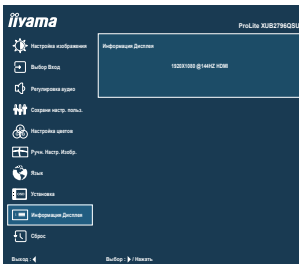 iiyama
ProLite XUB2796QSU
Настройка изображения
Информация Дисплея
Выбор Вход
1920X1080 @144HZ HDMI
Регулировка аудио
Сохрани настр. польз.
Настройка цветов
Ручн. Настр. Изобр.
Язык
Установка
Информация Дисплея
Сброс
Выход :
Выбор : / Нажать